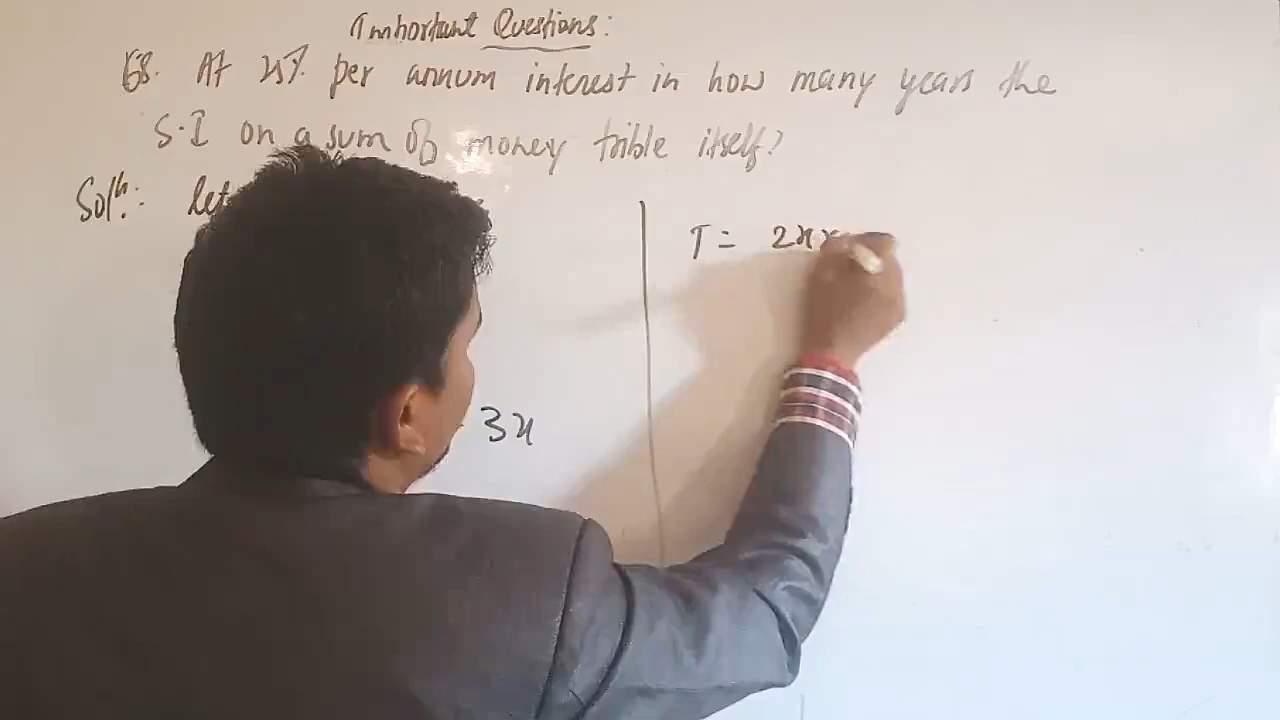 Important Questions:
Eg8. At 25% per annum interest in how many years the
S.I on a sum of money trible itself?
Solⁿ: let
T = 2x×
3x